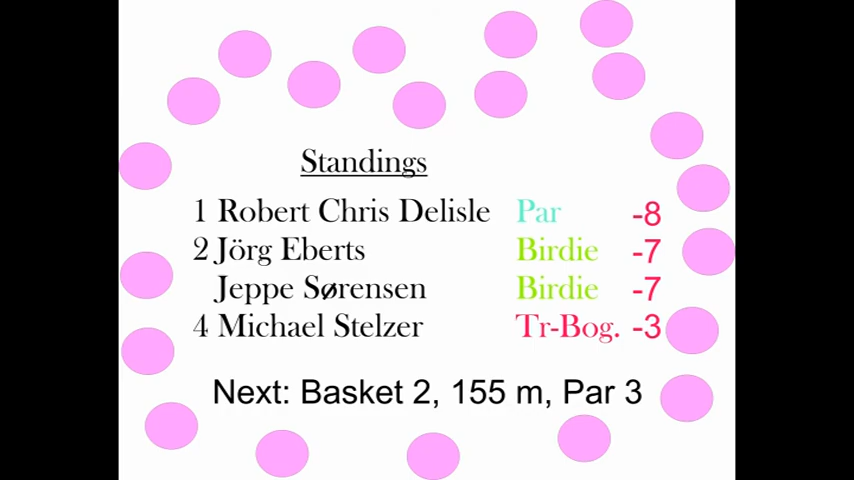 Standings
1 Robert Chris Delisle Par -8
2 Jörg Eberts Birdie -7
Jeppe Sørensen Birdie -7
4 Michael Stelzer Tr-Bog. -3
Next: Basket 2, 155 m, Par 3